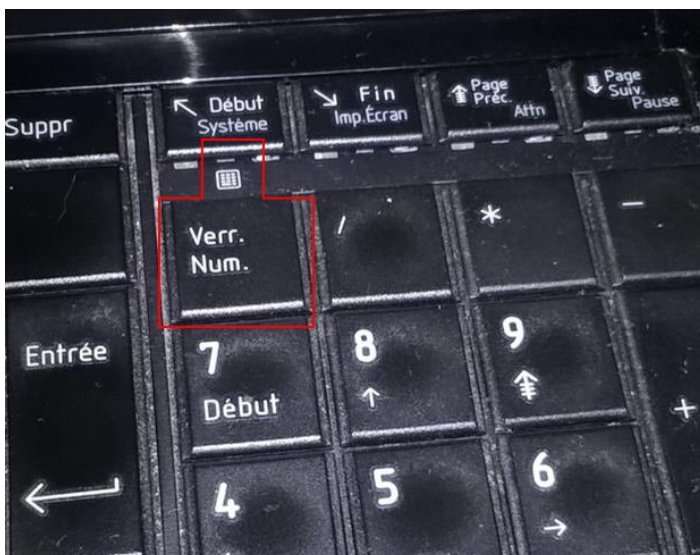 Suppr
Début
Système
Fin
Imp.Écran
Page
Préc.
Attn
Page
Suiv.
Pause
Verr.
Num.
/
*
-
Entrée
7
Début
8
9
+
4
5
6